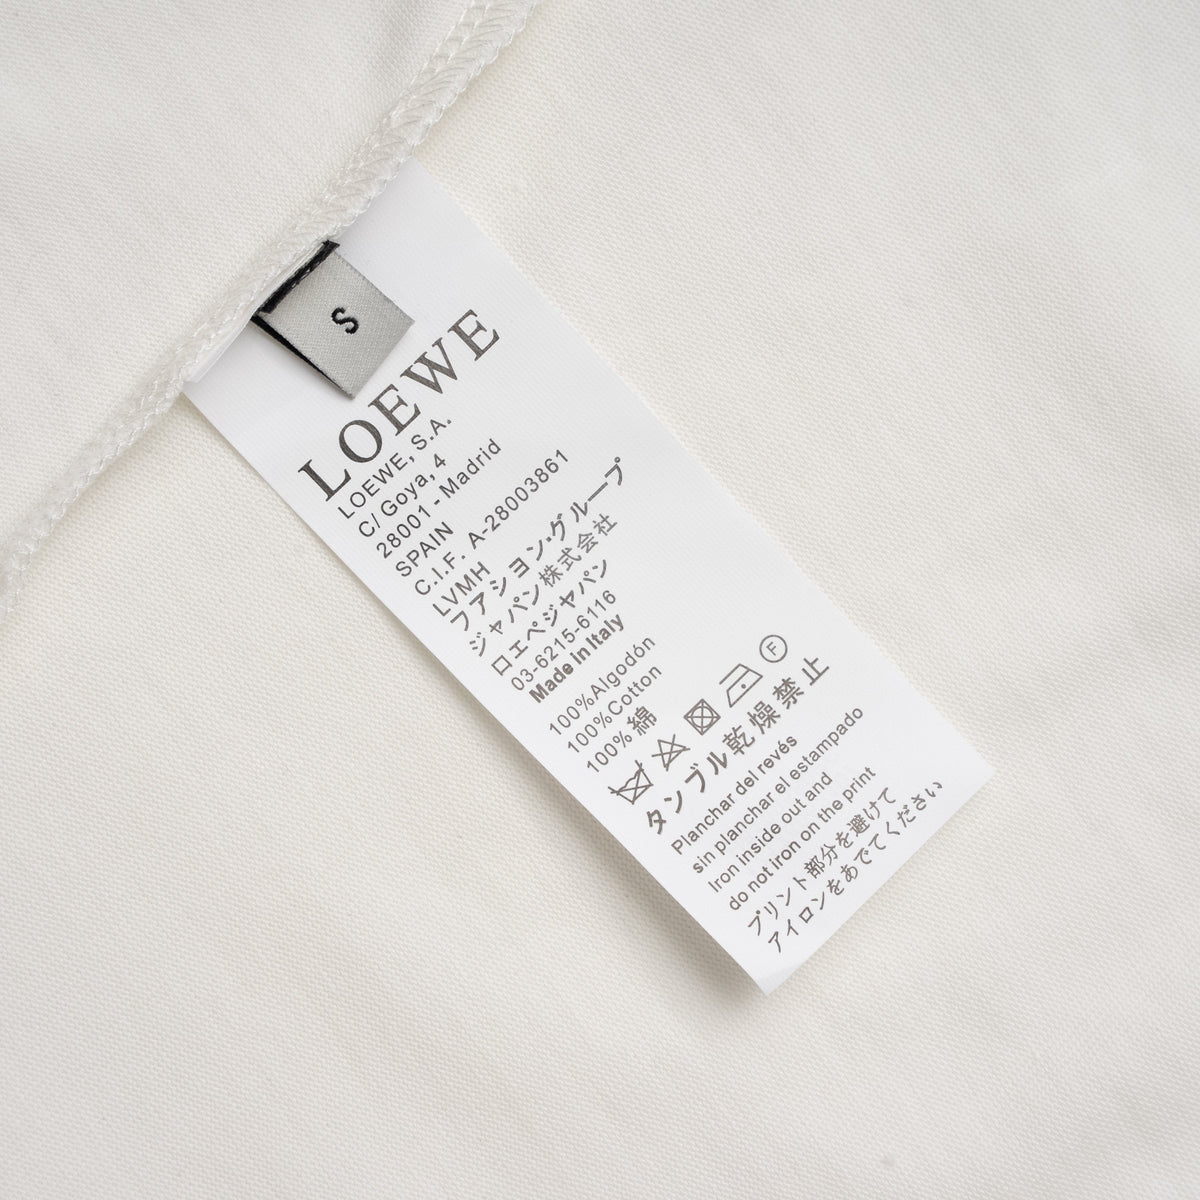 S
LOEWE
LOEWE, S.A.
C/ Goya, 4
28001 - Madrid
SPAIN
C.I.F. A-28003861
LVMH
フアシヨン・グループ
ジャパン株式会社
ロエベジャパン
03-6215-6116
Made in Italy
100%Algodón
100%Cotton
100% 綿
F
タンブル乾燥禁止
Planchar del revés
sin planchar el estampado
Iron inside out and
do not iron on the print
プリント部分を避けて
アイロンをあでてください